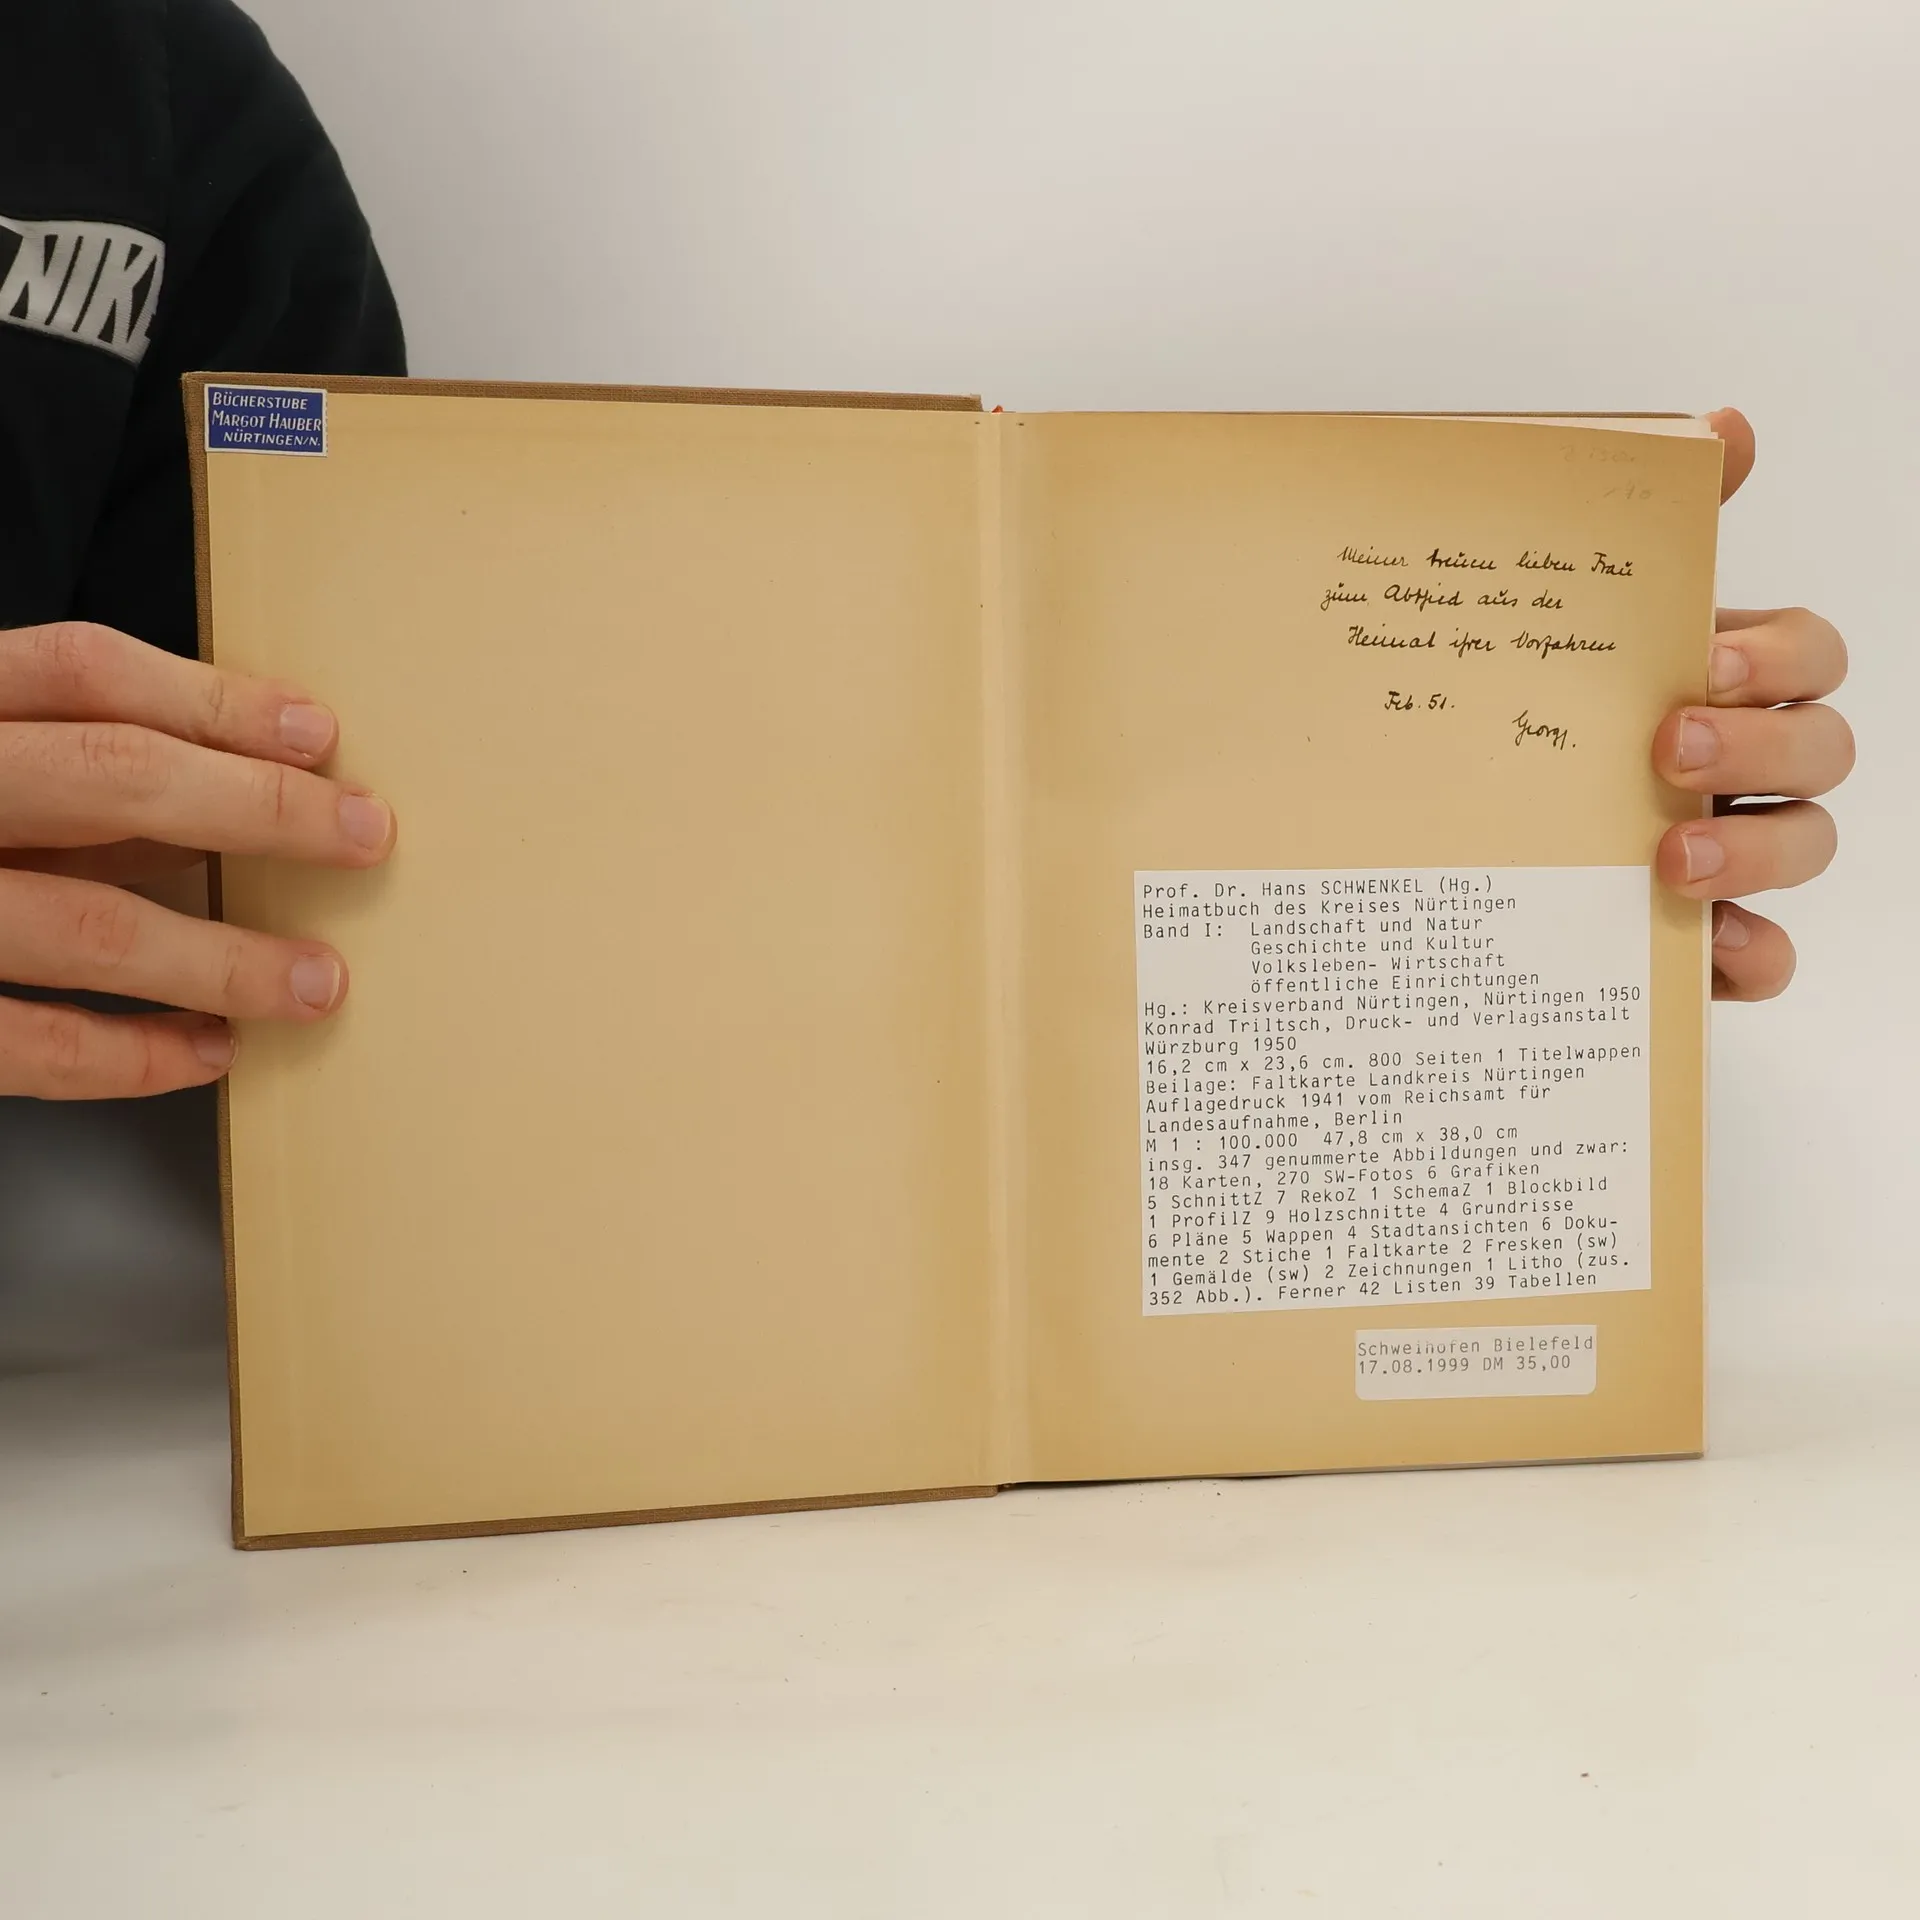 NIKE
BÜCHERSTUBE
MARGOT HAUBER
NÜRTINGEN/N.
Meiner treuen lieben Frau
zum Abschied aus der
Heimat ihrer Vorfahren
Feb. 51.
Georg.
Prof. Dr. Hans SCHWENKEL (Hg.)
Heimatbuch des Kreises Nürtingen
Band I: Landschaft und Natur
Geschichte und Kultur
Volksleben- Wirtschaft
öffentliche Einrichtungen
Hg.: Kreisverband Nürtingen, Nürtingen 1950
Konrad Triltsch, Druck- und Verlagsanstalt
Würzburg 1950
16,2 cm x 23,6 cm. 800 Seiten 1 Titelwappen
Beilage: Faltkarte Landkreis Nürtingen
Auflagedruck 1941 vom Reichsamt für
Landesaufnahme, Berlin
M 1 : 100.000 47,8 cm x 38,0 cm
insg. 347 genummerte Abbildungen und zwar:
18 Karten, 270 SW-Fotos 6 Grafiken
5 SchnittZ 7 RekoZ 1 SchemaZ 1 Blockbild
1 ProfilZ 9 Holzschnitte 4 Grundrisse
6 Pläne 5 Wappen 4 Stadtansichten 6 Doku-
mente 2 Stiche 1 Faltkarte 2 Fresken (sw)
1 Gemälde (sw) 2 Zeichnungen 1 Litho (zus.
352 Abb.). Ferner 42 Listen 39 Tabellen
Schweihofen Bielefeld
17.08.1999 DM 35,00